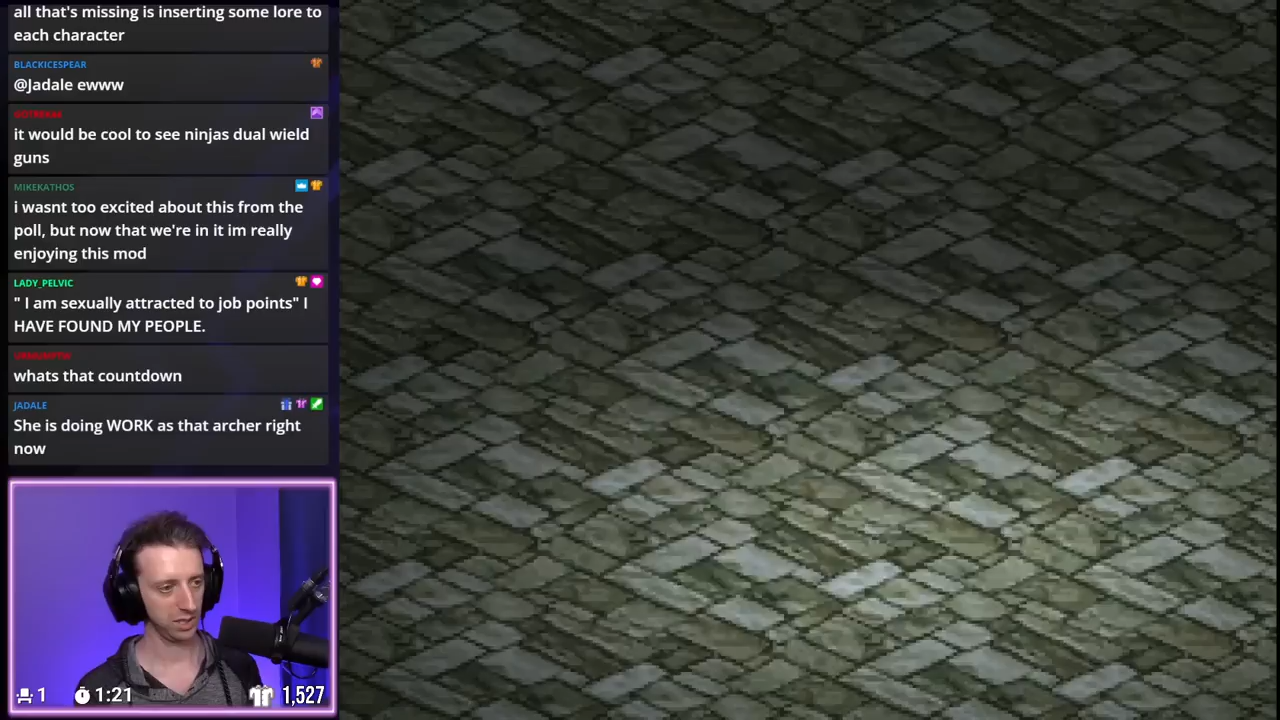 all that's missing is inserting some lore to
each character
BLACKICESPEAR
@Jadale ewww
it would be cool to see ninjas dual wield
guns
MIKEKATHOS
i wasnt too excited about this from the
poll, but now that we're in it im really
enjoying this mod
LADY_PELVIC
" I am sexually attracted to job points" I
HAVE FOUND MY PEOPLE.
whats that countdown
JADALE
She is doing WORK as that archer right
now
1 1:21 1,527